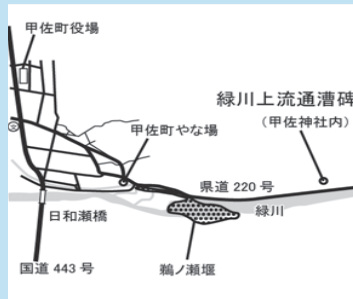 甲佐町役場
緑川上流通漕碑
(甲佐神社内)
甲佐町やな場
県道 220 号
緑川
日和瀬橋
国道 443 号
鵜ノ瀬堰